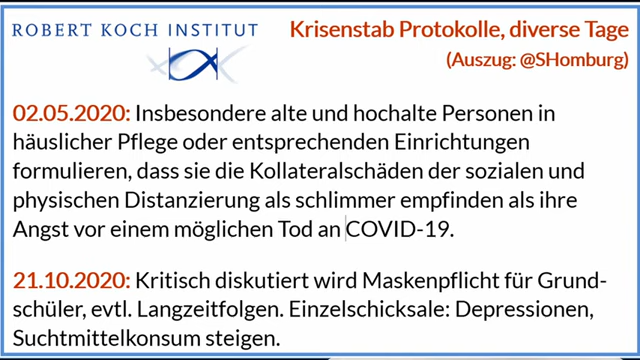 ROBERT KOCH INSTITUT
Krisenstab Protokolle, diverse Tage
(Auszug: @SHomburg)
02.05.2020: Insbesondere alte und hochalte Personen in
häuslicher Pflege oder entsprechenden Einrichtungen
formulieren, dass sie die Kollateralschäden der sozialen und
physischen Distanzierung als schlimmer empfinden als ihre
Angst vor einem möglichen Tod an COVID-19.
21.10.2020: Kritisch diskutiert wird Maskenpflicht für Grund-
schüler, evtl. Langzeitfolgen. Einzelschicksale: Depressionen,
Suchtmittelkonsum steigen.